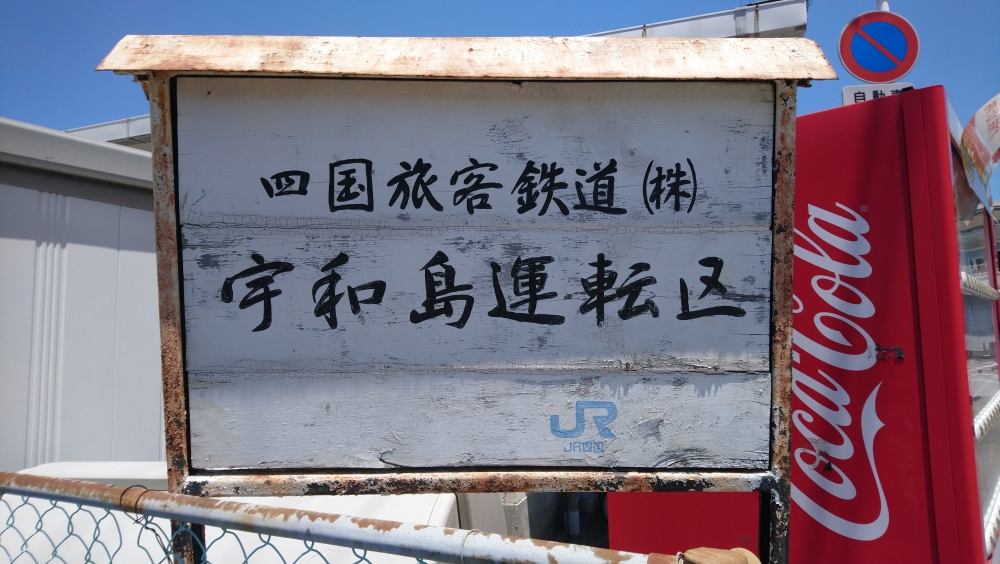 四国旅客鉄道㈱
宇和島運転区
JR
JR四国
自動車
Coca-Cola